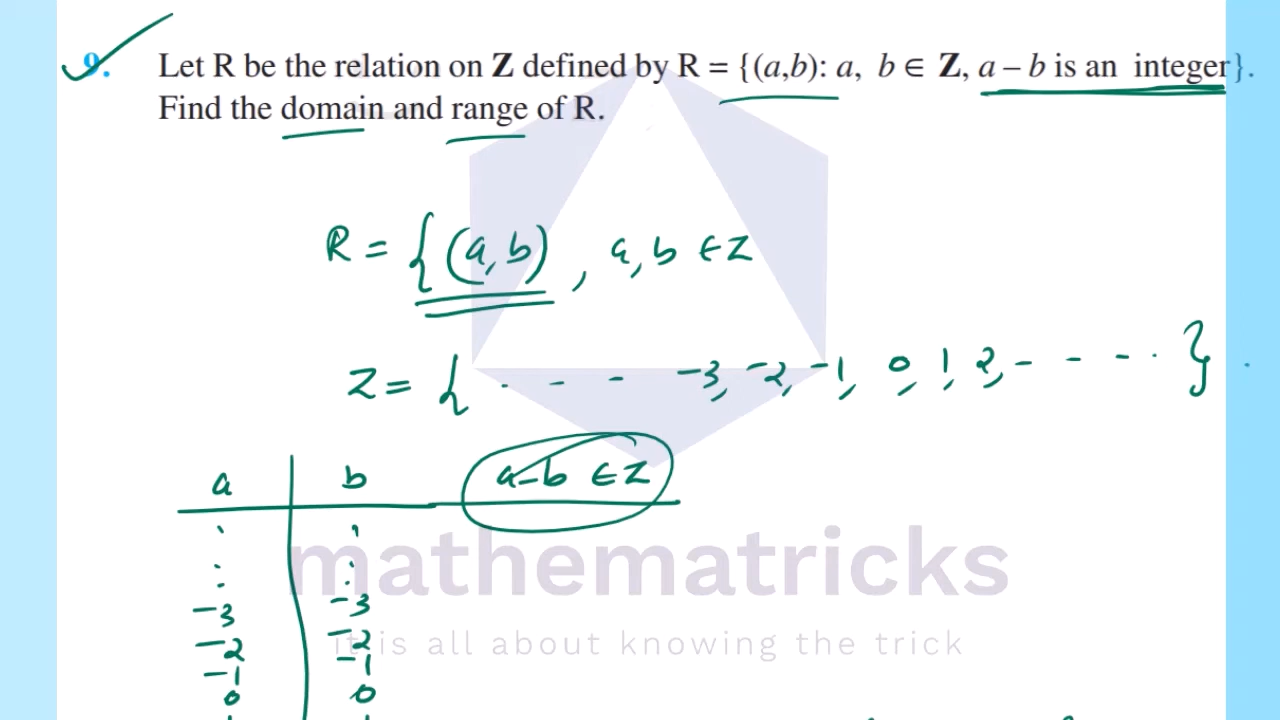 9. Let R be the relation on Z defined by R = {(a,b): a, b ∈ Z, a – b is an integer}.
Find the domain and range of R.
R = { (a, b) , a, b ∈ Z
Z = { . - - -3, -2, -1, 0, 1, 2, - - - . } .
a b a-b ∈ Z
-3 -3
-2 -2
-1 -1
0 0
mathematricks
it is all about knowing the trick